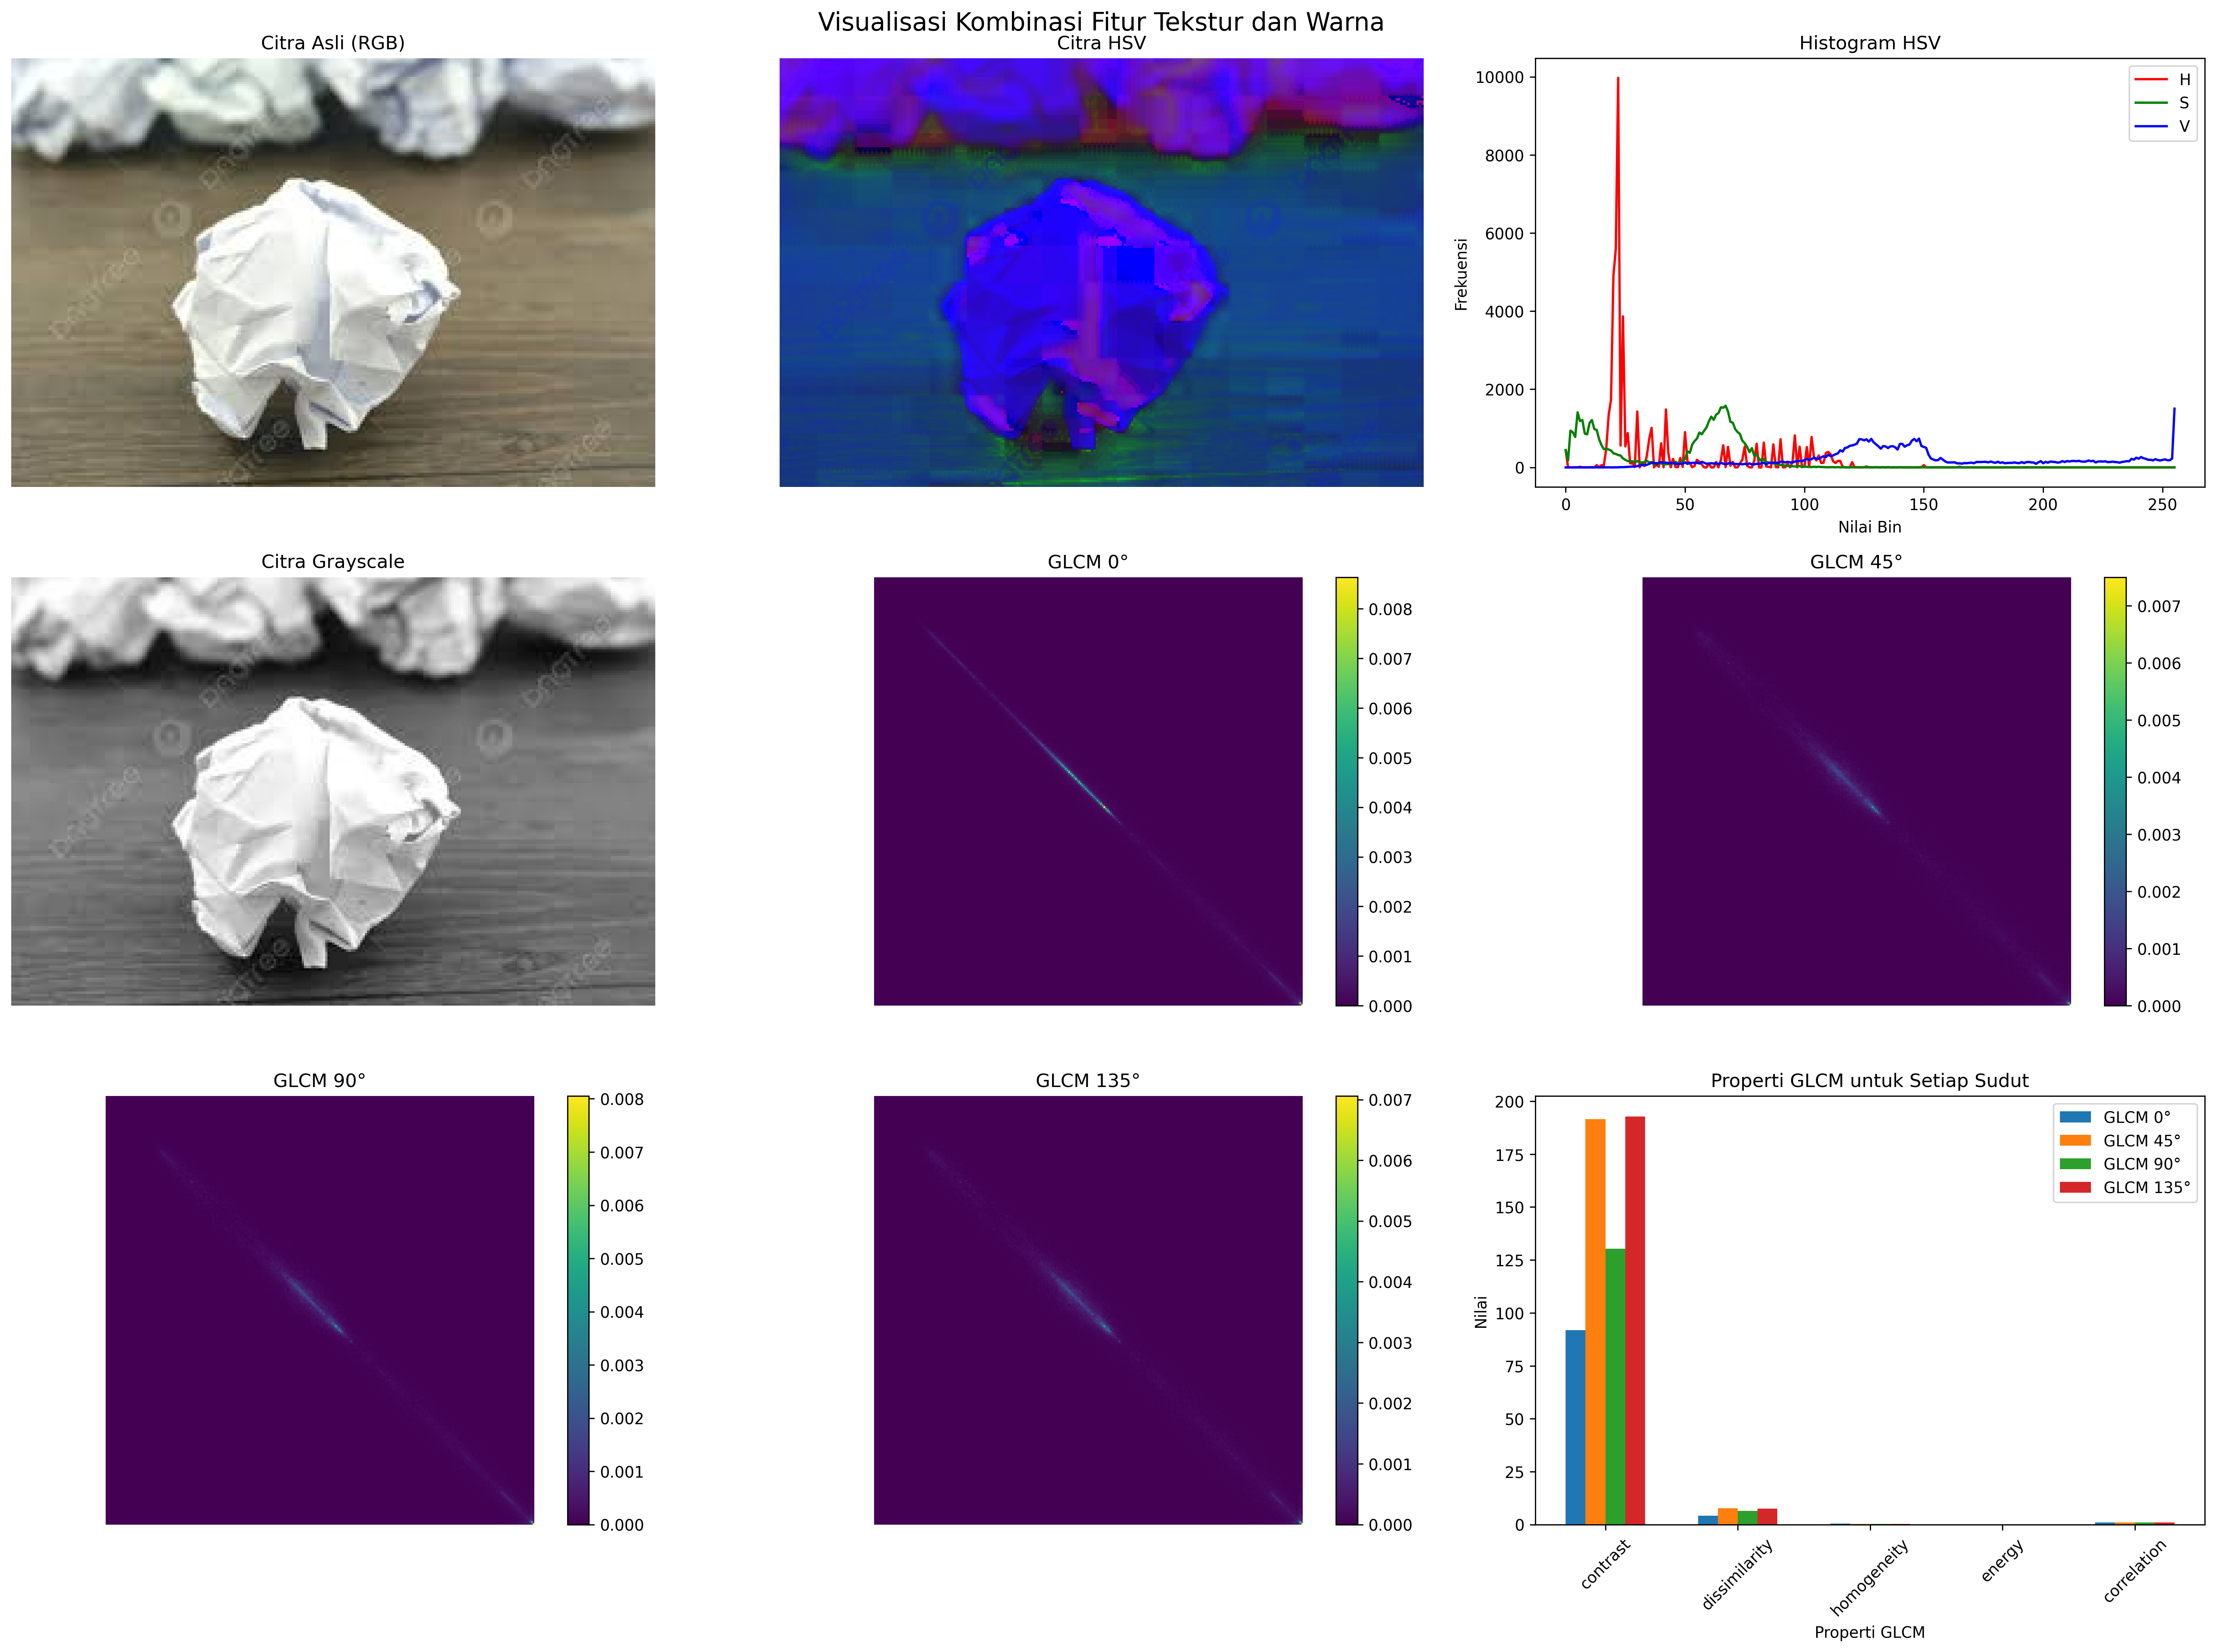 Visualisasi Kombinasi Fitur Tekstur dan Warna
Citra Asli (RGB)
Citra HSV
Histogram HSV
10000
8000
6000
4000
2000
0
Frekuensi
H
S
V
0 50 100 150 200 250
Nilai Bin
Citra Grayscale
GLCM 0°
0.008
0.007
0.006
0.005
0.004
0.003
0.002
0.001
0.000
GLCM 45°
0.007
0.006
0.005
0.004
0.003
0.002
0.001
0.000
GLCM 90°
0.008
0.007
0.006
0.005
0.004
0.003
0.002
0.001
0.000
GLCM 135°
0.007
0.006
0.005
0.004
0.003
0.002
0.001
0.000
Properti GLCM untuk Setiap Sudut
200
175
150
125
100
75
50
25
0
Nilai
GLCM 0°
GLCM 45°
GLCM 90°
GLCM 135°
contrast
dissimilarity
homogeneity
energy
correlation
Properti GLCM